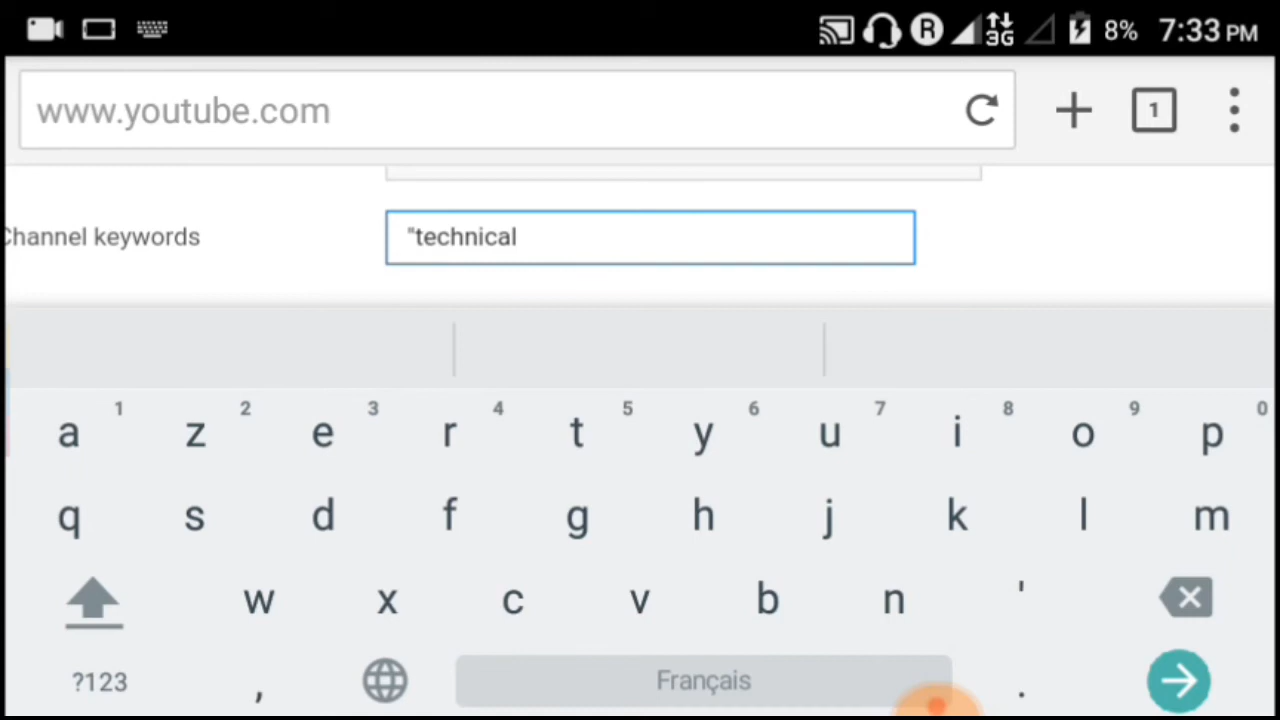 R 3G 8% 7:33 PM
www.youtube.com 1
Channel keywords "technical
1 2 3 4 5 6 7 8 9 0
a z e r t y u i o p
q s d f g h j k l m
w x c v b n '
?123 , Français .